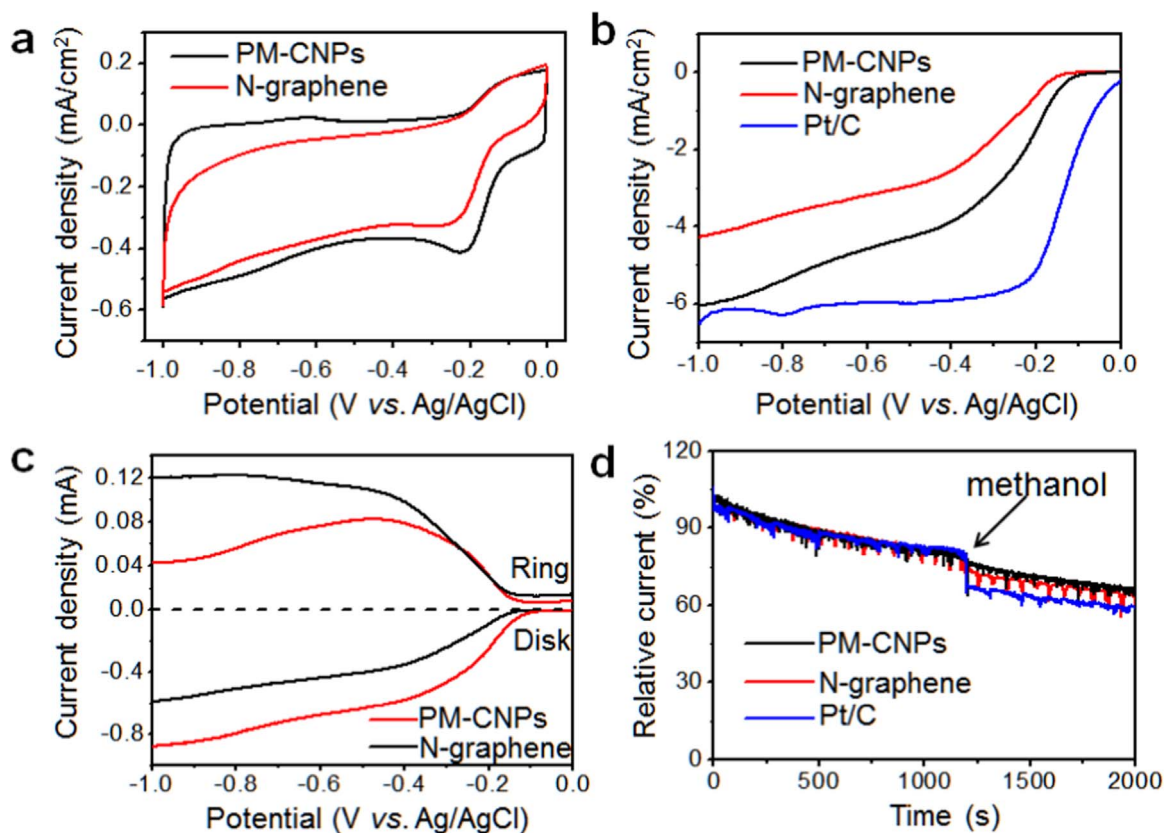 a
PM-CNPs
N-graphene
Current density (mA/cm²)
0.2
0.0
-0.2
-0.4
-0.6
-1.0 -0.8 -0.6 -0.4 -0.2 0.0
Potential (V vs. Ag/AgCl)
b
PM-CNPs
N-graphene
Pt/C
Current density (mA/cm²)
0
-2
-4
-6
-1.0 -0.8 -0.6 -0.4 -0.2 0.0
Potential (V vs. Ag/AgCl)
c
Current density (mA)
0.12
0.08
0.04
0.0
-0.4
-0.8
Ring
Disk
PM-CNPs
N-graphene
-1.0 -0.8 -0.6 -0.4 -0.2 0.0
Potential (V vs. Ag/AgCl)
d
Relative current (%)
120
90
60
30
0
methanol
PM-CNPs
N-graphene
Pt/C
0 500 1000 1500 2000
Time (s)